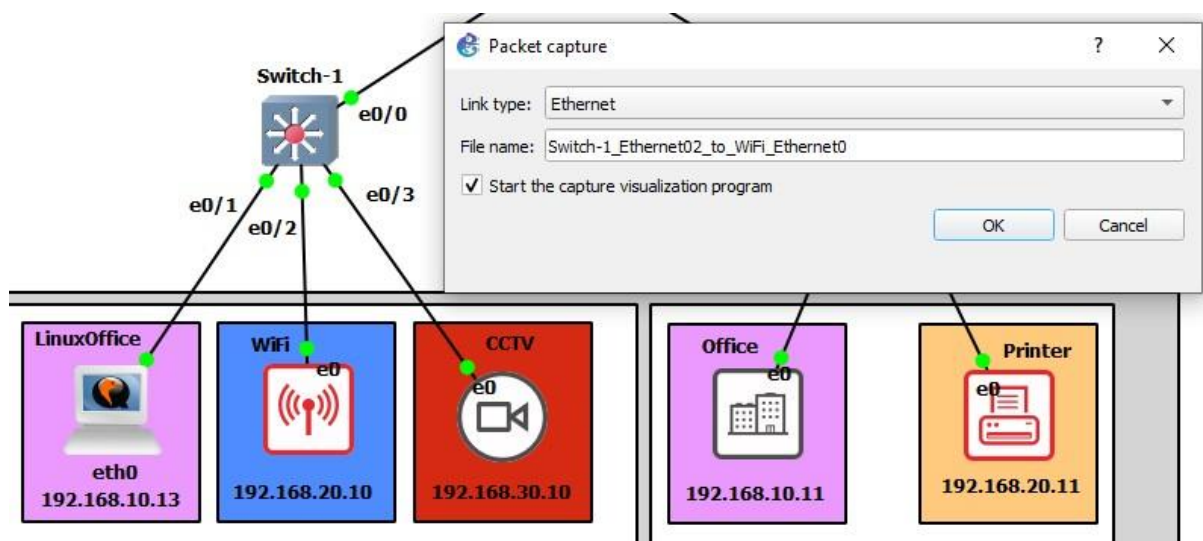 Packet capture
?
Link type: Ethernet
File name: Switch-1_Ethernet02_to_WiFi_Ethernet0
Start the capture visualization program
OK Cancel
Switch-1
e0/0
e0/1
e0/2
e0/3
LinuxOffice
eth0
192.168.10.13
WiFi
e0
192.168.20.10
CCTV
e0
192.168.30.10
Office
e0
192.168.10.11
Printer
e0
192.168.20.11